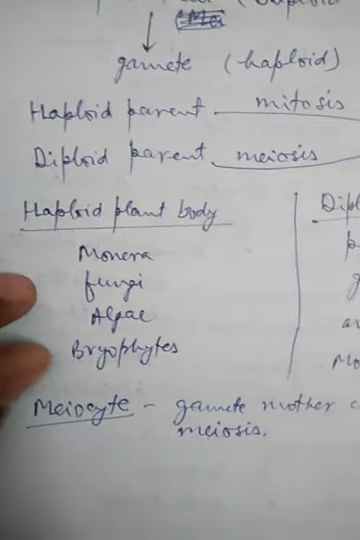 gamete (haploid)
Haploid parent mitosis
Diploid parent meiosis
Haploid plant body
Monera
fungi
Algae
Bryophytes
Meiocyte - gamete mother
meiosis.